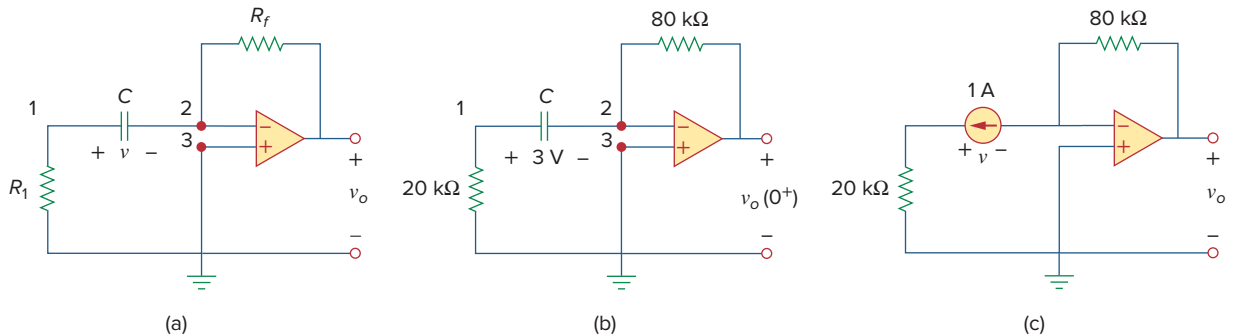 R_f
C
1
2
3
+ v −
−
+
R_1
+
v_o
−
(a)
80 kΩ
C
1
2
3
+ 3 V −
−
+
20 kΩ
+
v_o (0^+)
−
(b)
80 kΩ
1 A
+ v −
−
+
20 kΩ
+
v_o
−
(c)